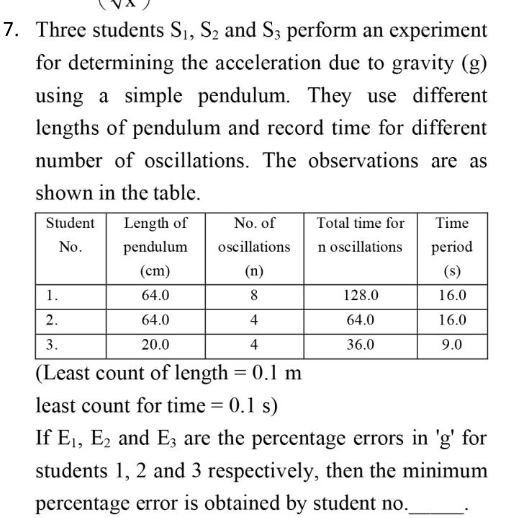 (√x)
7. Three students S₁, S₂ and S₃ perform an experiment
for determining the acceleration due to gravity (g)
using a simple pendulum. They use different
lengths of pendulum and record time for different
number of oscillations. The observations are as
shown in the table.
Student No. | Length of pendulum (cm) | No. of oscillations (n) | Total time for n oscillations | Time period (s)
1. | 64.0 | 8 | 128.0 | 16.0
2. | 64.0 | 4 | 64.0 | 16.0
3. | 20.0 | 4 | 36.0 | 9.0
(Least count of length = 0.1 m
least count for time = 0.1 s)
If E₁, E₂ and E₃ are the percentage errors in 'g' for
students 1, 2 and 3 respectively, then the minimum
percentage error is obtained by student no.______.